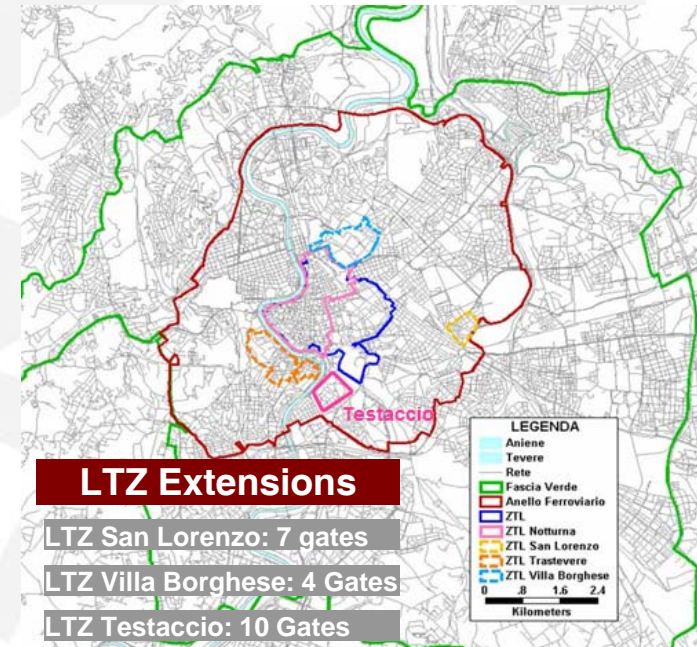 Testaccio
LEGENDA
Aniene
Tevere
Rete
Fascia Verde
Anello Ferroviario
ZTL
ZTL Notturna
ZTL San Lorenzo
ZTL Trastevere
ZTL Villa Borghese
0 .8 1.6 2.4
Kilometers
LTZ Extensions
LTZ San Lorenzo: 7 gates
LTZ Villa Borghese: 4 Gates
LTZ Testaccio: 10 Gates